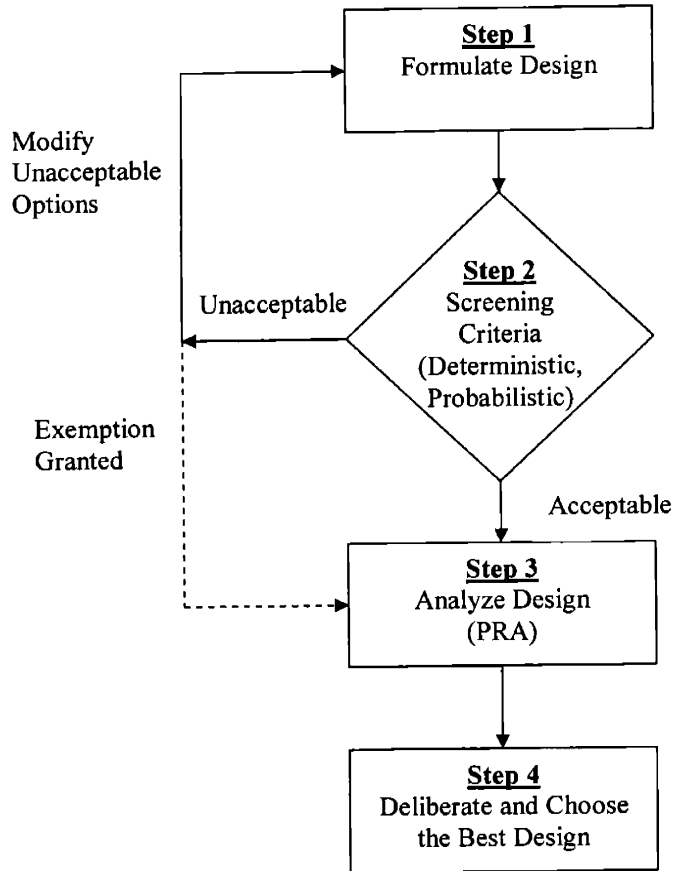 Step 1
Formulate Design
Modify
Unacceptable
Options
Step 2
Screening
Criteria
(Deterministic,
Probabilistic)
Unacceptable
Exemption
Granted
Acceptable
Step 3
Analyze Design
(PRA)
Step 4
Deliberate and Choose
the Best Design